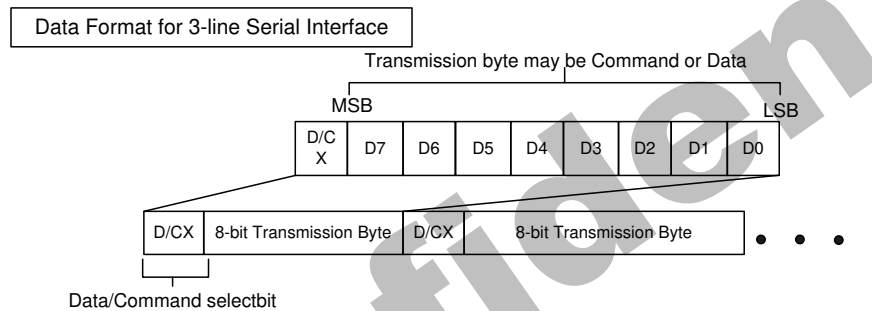 Data Format for 3-line Serial Interface
Transmission byte may be Command or Data
MSB
LSB
D/C
X
D7 D6 D5 D4 D3 D2 D1 D0
D/CX 8-bit Transmission Byte D/CX 8-bit Transmission Byte
Data/Command selectbit
fiden